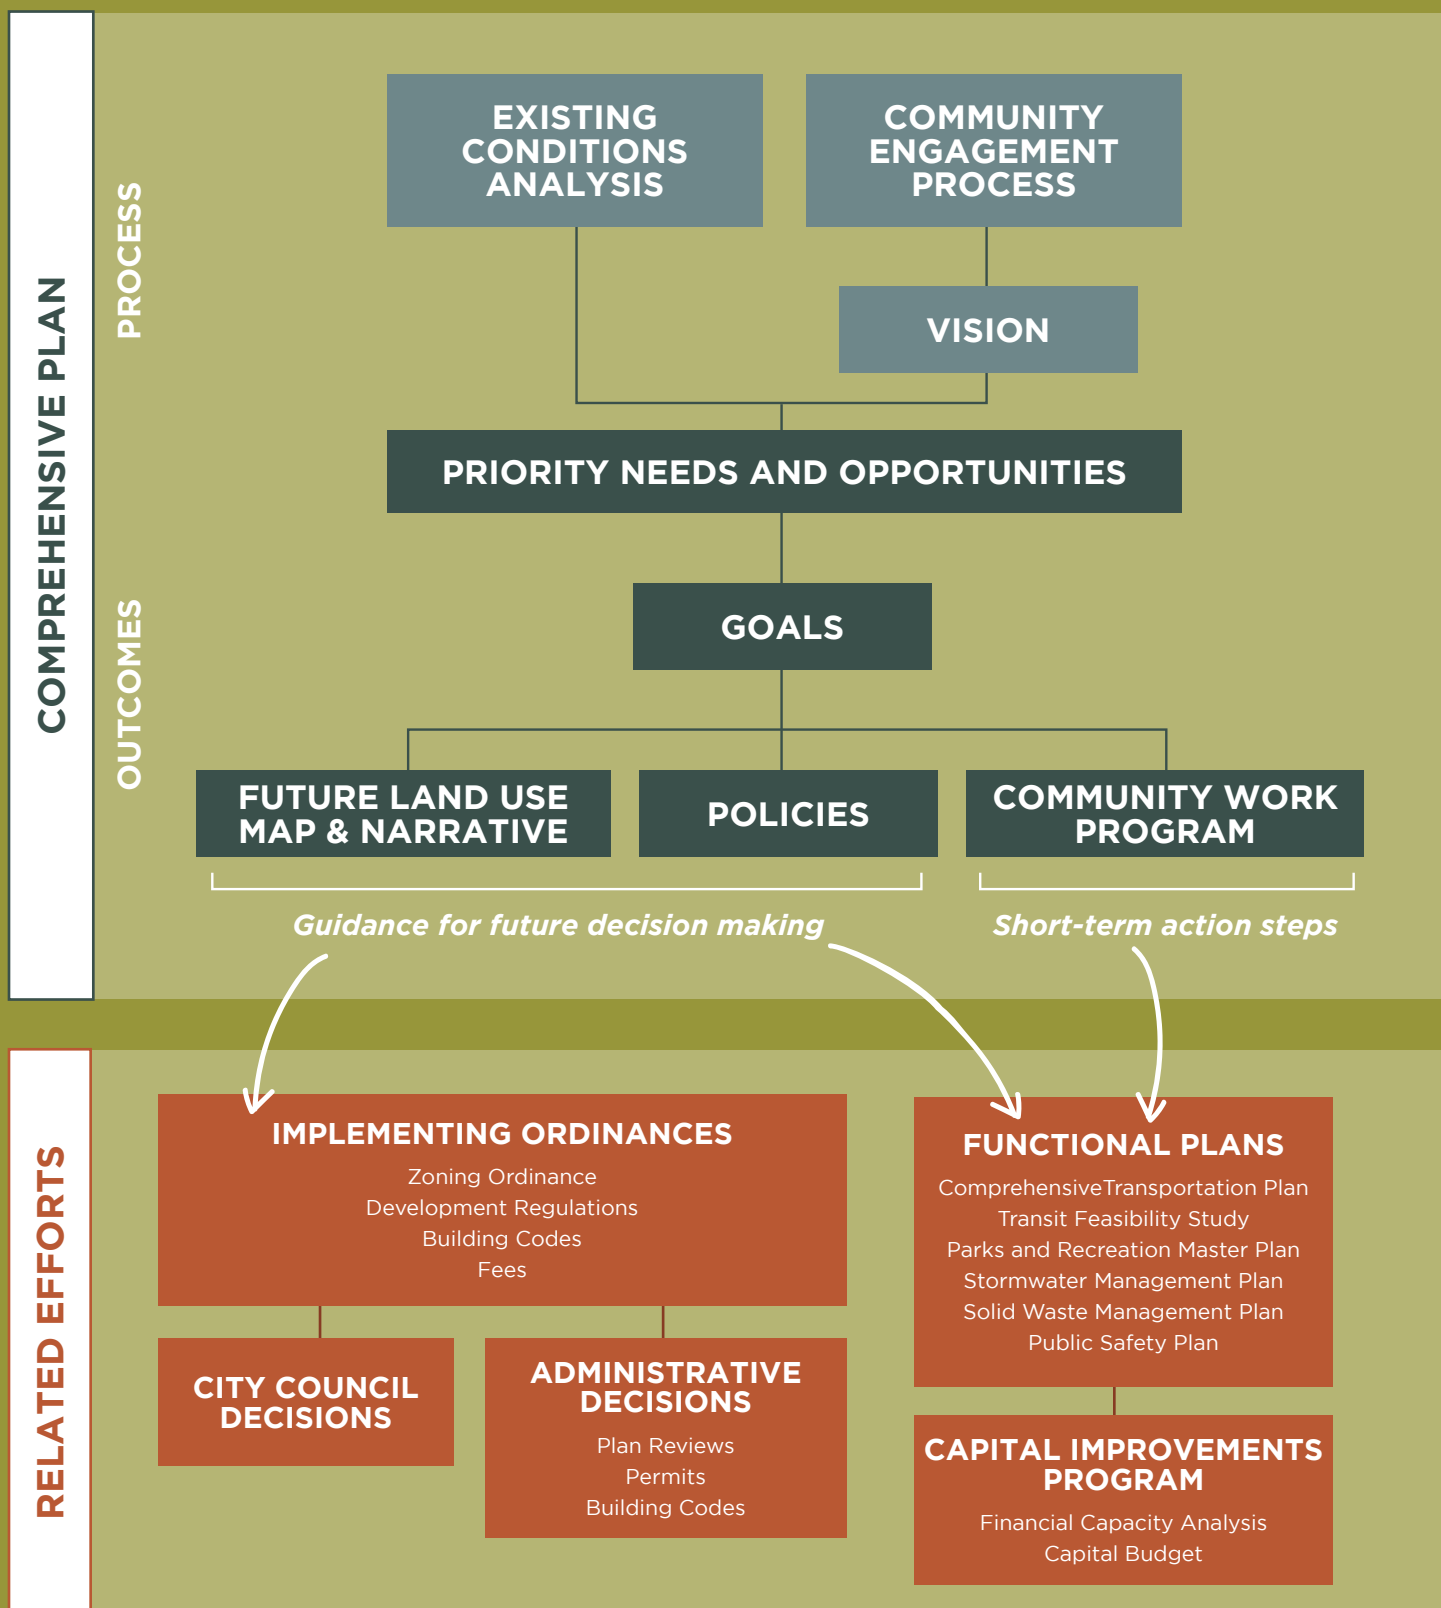 COMPREHENSIVE PLAN
PROCESS
EXISTING
CONDITIONS
ANALYSIS
COMMUNITY
ENGAGEMENT
PROCESS
VISION
PRIORITY NEEDS AND OPPORTUNITIES
OUTCOMES
GOALS
FUTURE LAND USE
MAP & NARRATIVE
POLICIES
COMMUNITY WORK
PROGRAM
Guidance for future decision making
Short-term action steps
RELATED EFFORTS
IMPLEMENTING ORDINANCES
Zoning Ordinance
Development Regulations
Building Codes
Fees
CITY COUNCIL
DECISIONS
ADMINISTRATIVE
DECISIONS
Plan Reviews
Permits
Building Codes
FUNCTIONAL PLANS
ComprehensiveTransportation Plan
Transit Feasibility Study
Parks and Recreation Master Plan
Stormwater Management Plan
Solid Waste Management Plan
Public Safety Plan
CAPITAL IMPROVEMENTS
PROGRAM
Financial Capacity Analysis
Capital Budget